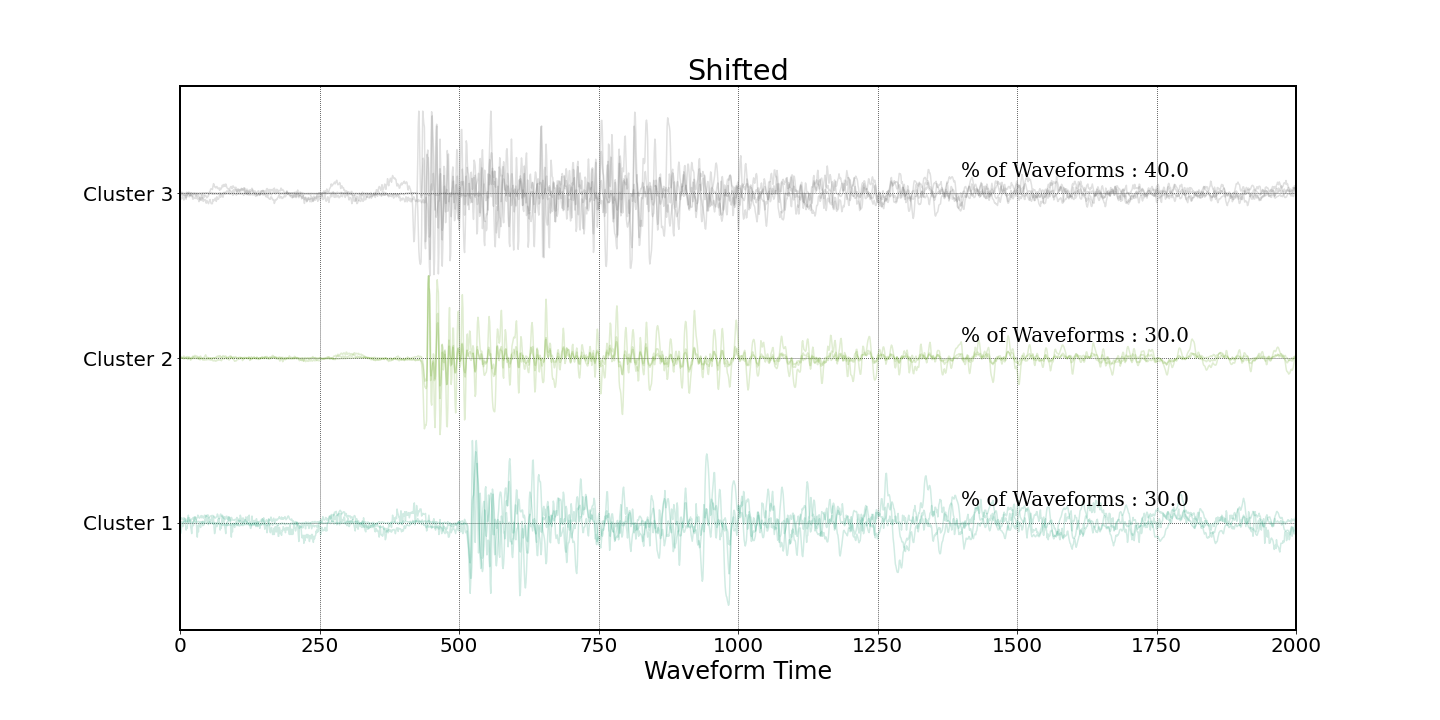 Shifted
Cluster 3
% of Waveforms : 40.0
Cluster 2
% of Waveforms : 30.0
Cluster 1
% of Waveforms : 30.0
0 250 500 750 1000 1250 1500 1750 2000
Waveform Time